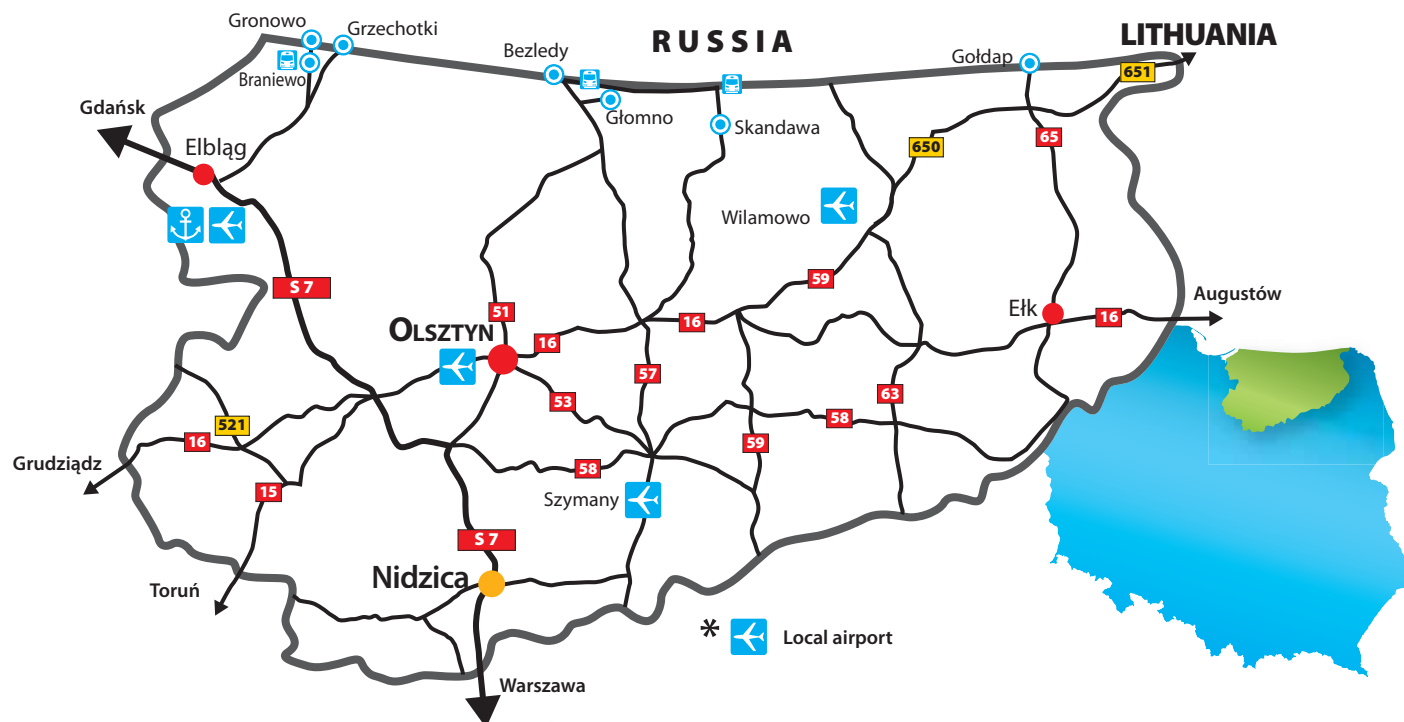 Gronowo
Grzechotki
RUSSIA
LITHUANIA
Bezledy
Gołdap
Braniewo
651
Gdańsk
Głomno
Skandawa
65
650
Elbląg
Wilamowo
S 7
59
Augustów
51
Ełk
16
16
OLSZTYN
16
57
53
63
58
521
16
59
Grudziądz
58
15
Szymany
S 7
Nidzica
Toruń
* Local airport
Warszawa